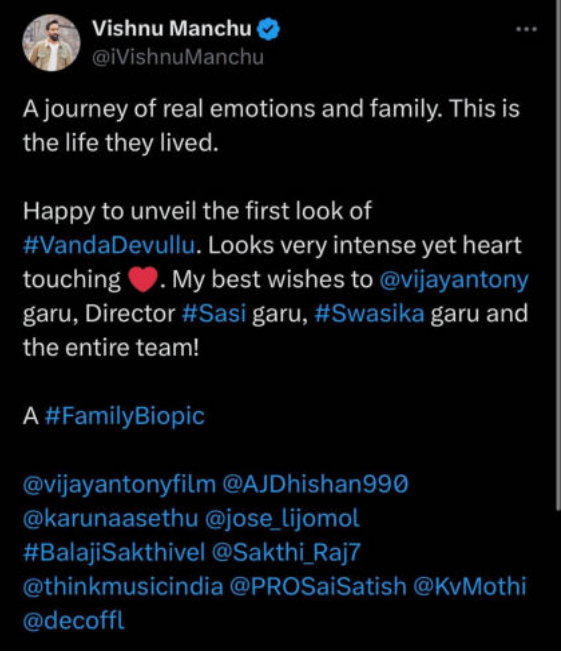 Vishnu Manchu
@iVishnuManchu
A journey of real emotions and family. This is
the life they lived.
Happy to unveil the first look of
#VandaDevullu. Looks very intense yet heart
touching ❤️. My best wishes to @vijayantony
garu, Director #Sasi garu, #Swasika garu and
the entire team!
A #FamilyBiopic
@vijayantonyfilm @AJDhishan990
@karunaasethu @jose_lijomol
#BalajiSakthivel @Sakthi_Raj7
@thinkmusicindia @PROSaiSatish @KvMothi
@decoffl